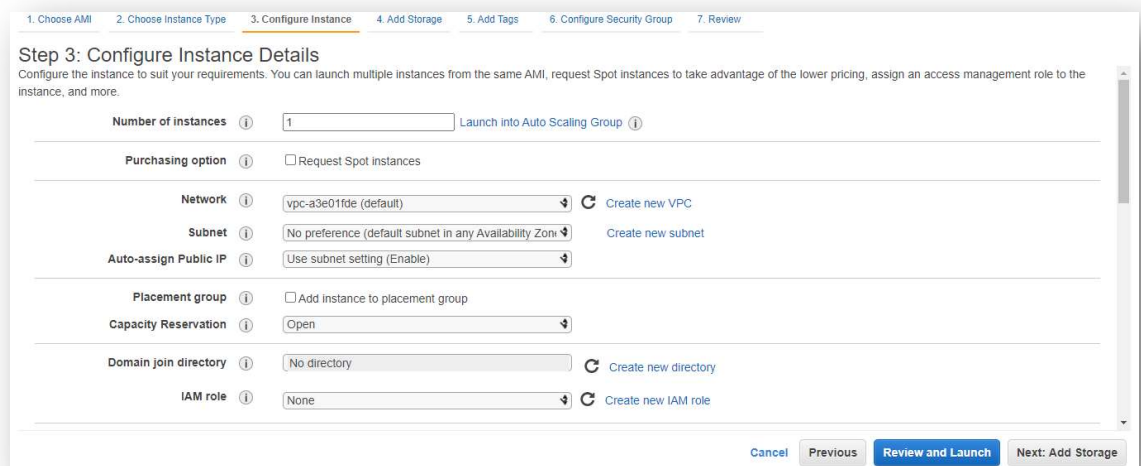 1. Choose AMI 2. Choose Instance Type 3. Configure Instance 4. Add Storage 5. Add Tags 6. Configure Security Group 7. Review
Step 3: Configure Instance Details
Configure the instance to suit your requirements. You can launch multiple instances from the same AMI, request Spot instances to take advantage of the lower pricing, assign an access management role to the
instance, and more.
Number of instances 1 Launch into Auto Scaling Group
Purchasing option Request Spot instances
Network vpc-a3e01fde (default) Create new VPC
Subnet No preference (default subnet in any Availability Zone Create new subnet
Auto-assign Public IP Use subnet setting (Enable)
Placement group Add instance to placement group
Capacity Reservation Open
Domain join directory No directory Create new directory
IAM role None Create new IAM role
Cancel Previous Review and Launch Next: Add Storage